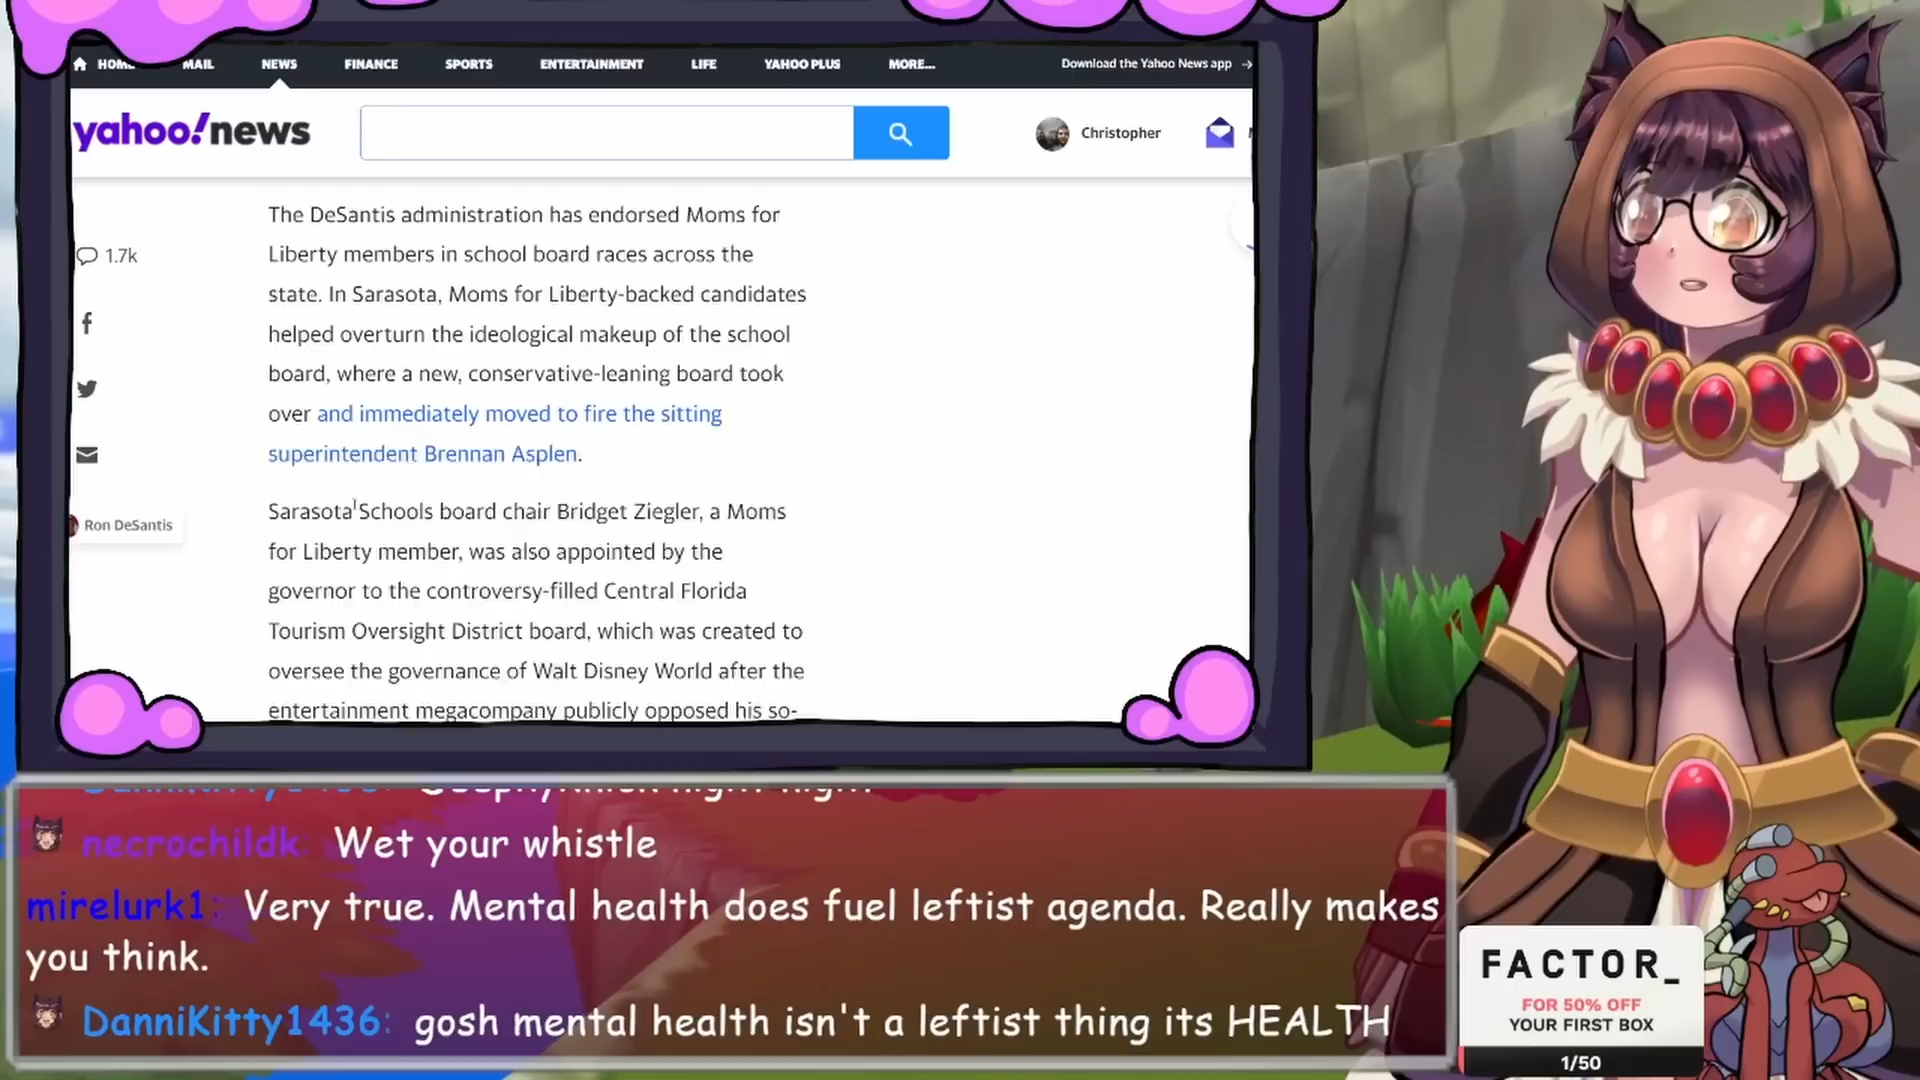 HOME MAIL NEWS FINANCE SPORTS ENTERTAINMENT LIFE YAHOO PLUS MORE... Download the Yahoo News app →
yahoo!news
Christopher
The DeSantis administration has endorsed Moms for
Liberty members in school board races across the
1.7k
state. In Sarasota, Moms for Liberty-backed candidates
helped overturn the ideological makeup of the school
board, where a new, conservative-leaning board took
over and immediately moved to fire the sitting
superintendent Brennan Asplen.
Sarasota Schools board chair Bridget Ziegler, a Moms
Ron DeSantis
for Liberty member, was also appointed by the
governor to the controversy-filled Central Florida
Tourism Oversight District board, which was created to
oversee the governance of Walt Disney World after the
entertainment megacompany publicly opposed his so-
necrochildk: Wet your whistle
mirelurk1: Very true. Mental health does fuel leftist agenda. Really makes
you think.
DanniKitty1436: gosh mental health isn't a leftist thing its HEALTH
FACTOR_
FOR 50% OFF
YOUR FIRST BOX
1/50